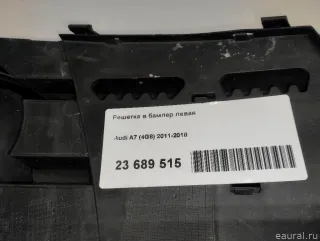 Решетка в бампер левая
Audi A7 (4G8) 2011-2018
23 689 515
eaural.ru